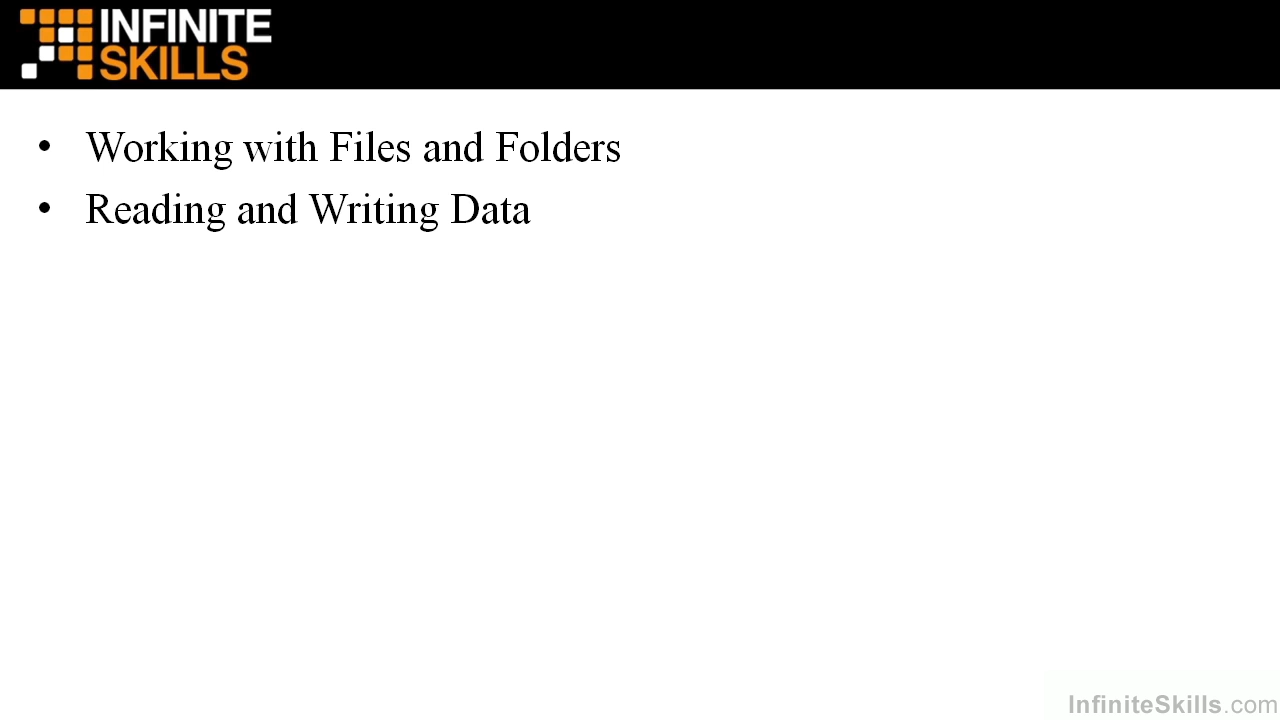 INFINITE
SKILLS
• Working with Files and Folders
• Reading and Writing Data
InfiniteSkills.com